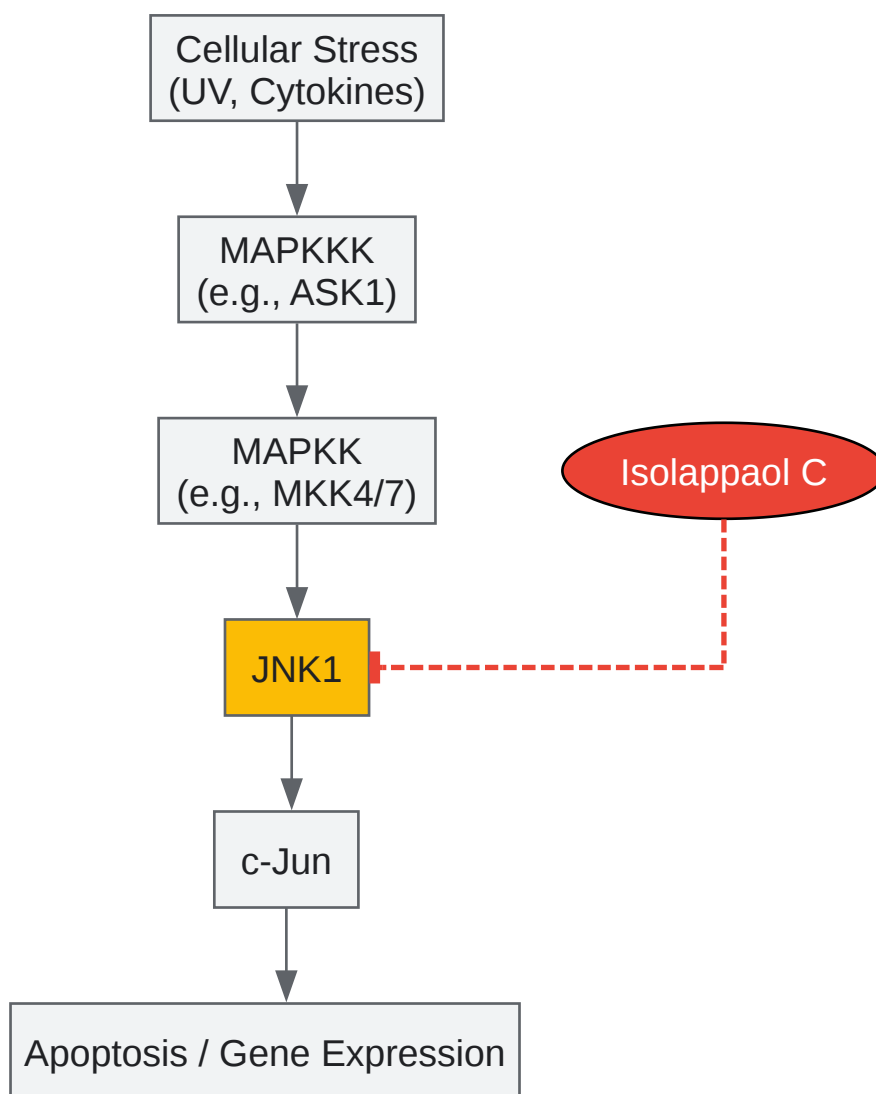 Cellular Stress
(UV, Cytokines)
MAPKKK
(e.g., ASK1)
MAPKK
(e.g., MKK4/7)
Isolappaol C
JNK1
c-Jun
Apoptosis / Gene Expression